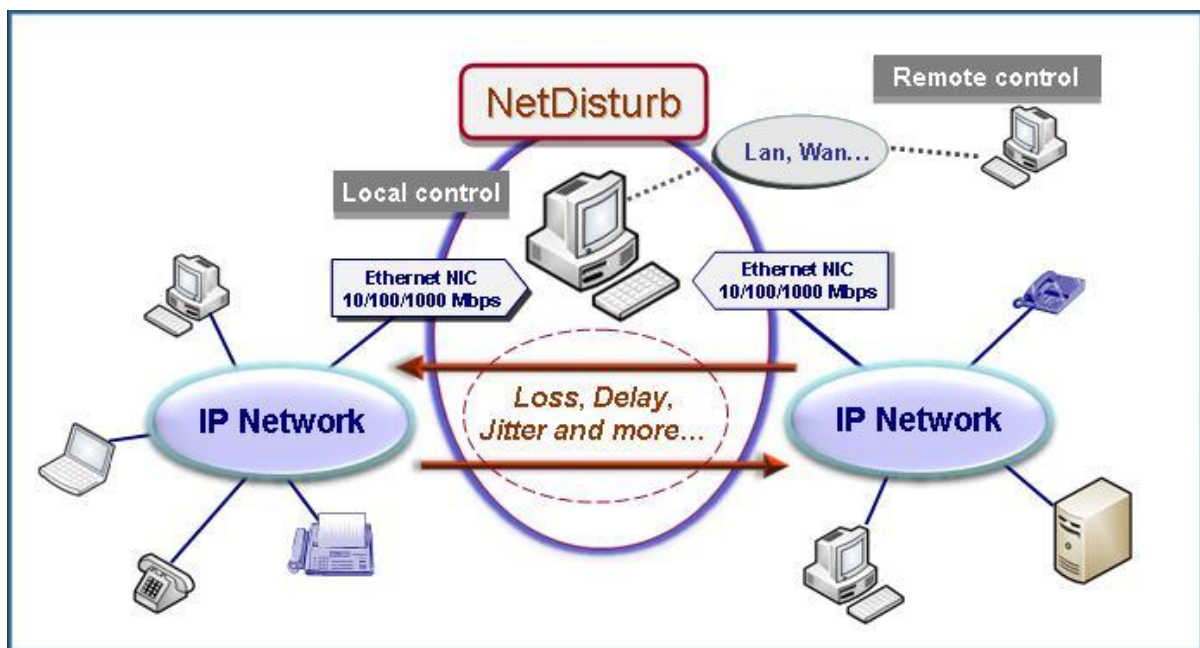 Remote control
NetDisturb
Lan, Wan...
Local control
Ethernet NIC
10/100/1000 Mbps
Ethernet NIC
10/100/1000 Mbps
IP Network
Loss, Delay,
Jitter and more...
IP Network